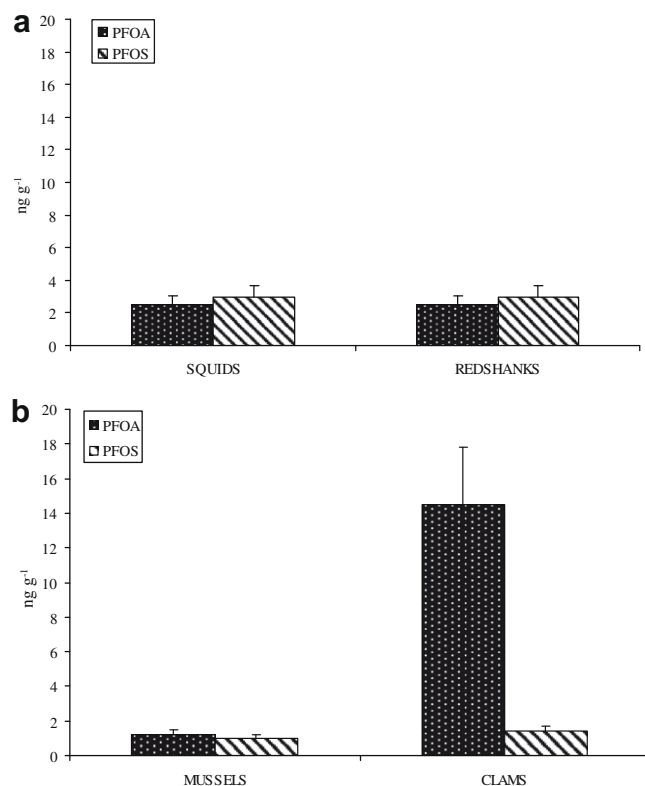 a
PFOA
PFOS
20
18
16
14
12
10
8
6
4
2
0
ng g⁻¹
SQUIDS REDSHANKS
b
PFOA
PFOS
20
18
16
14
12
10
8
6
4
2
0
ng g⁻¹
MUSSELS CLAMS